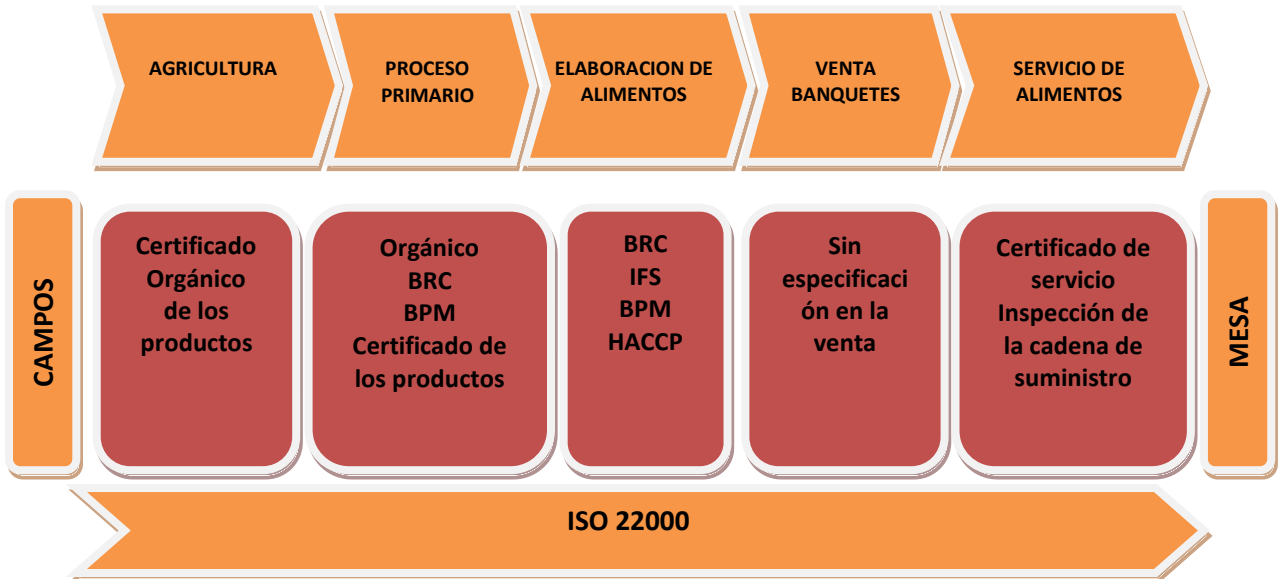 AGRICULTURA
PROCESO
PRIMARIO
ELABORACION DE
ALIMENTOS
VENTA
BANQUETES
SERVICIO DE
ALIMENTOS
CAMPOS
Certificado
Orgánico
de los
productos
Orgánico
BRC
BPM
Certificado de
los productos
BRC
IFS
BPM
HACCP
Sin
especificaci
ón en la
venta
Certificado de
servicio
Inspección de
la cadena de
suministro
MESA
ISO 22000